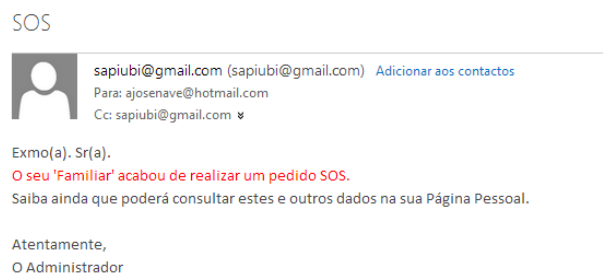 SOS
sapiubi@gmail.com (sapiubi@gmail.com) Adicionar aos contactos
Para: ajosenave@hotmail.com
Cc: sapiubi@gmail.com
Exmo(a). Sr(a).
O seu 'Familiar' acabou de realizar um pedido SOS.
Saiba ainda que poderá consultar estes e outros dados na sua Página Pessoal.
Atentamente,
O Administrador